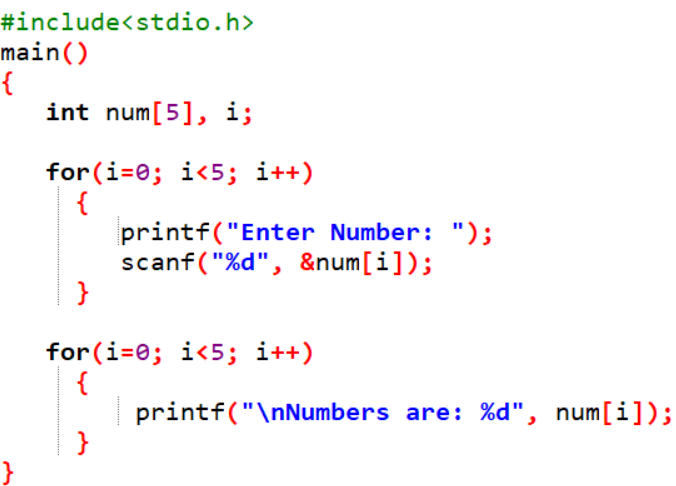 #include<stdio.h>
main()
{
int num[5], i;
for(i=0; i<5; i++)
{
printf("Enter Number: ");
scanf("%d", &num[i]);
}
for(i=0; i<5; i++)
{
printf("\nNumbers are: %d", num[i]);
}
}